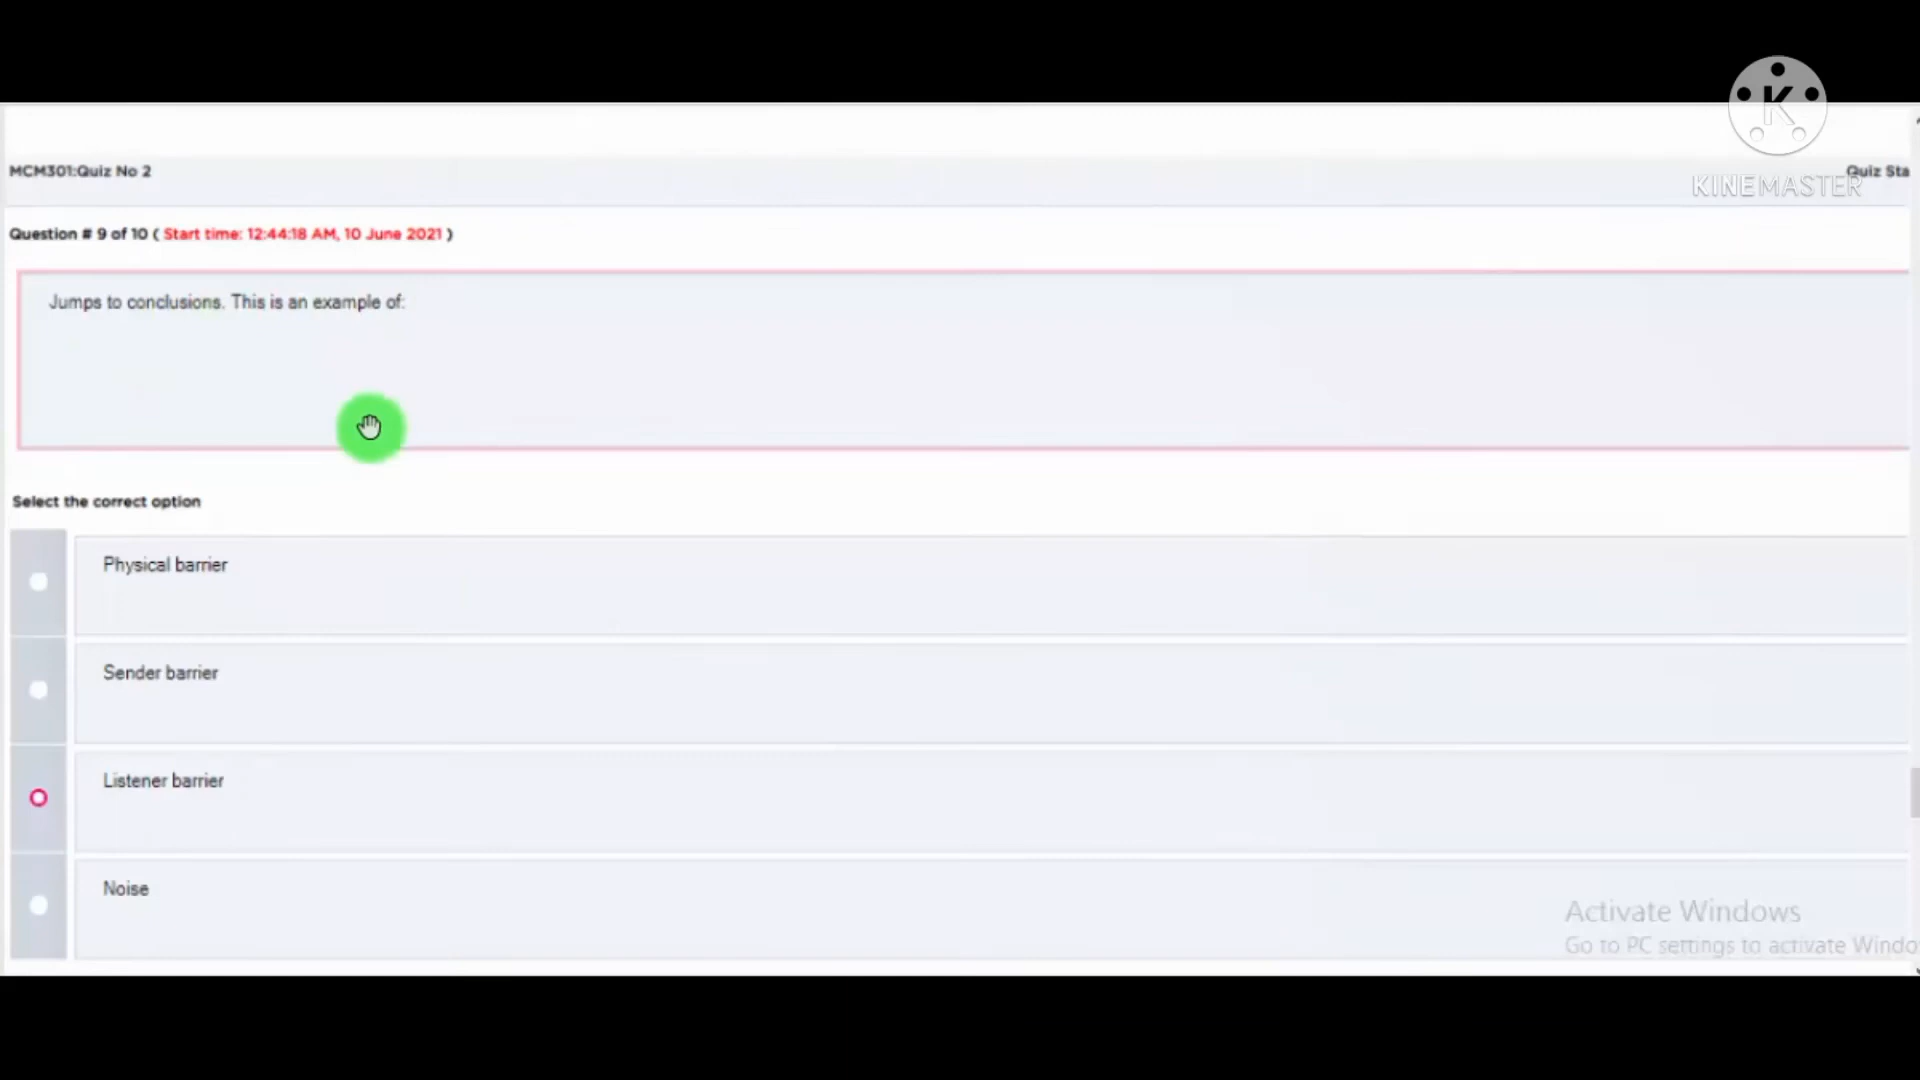 K
KINEMASTER
MCM301:Quiz No 2
Quiz Sta
Question # 9 of 10 ( Start time: 12:44:18 AM, 10 June 2021 )
Jumps to conclusions. This is an example of:
Select the correct option
Physical barrier
Sender barrier
Listener barrier
Noise
Activate Windows
Go to PC settings to activate Windo